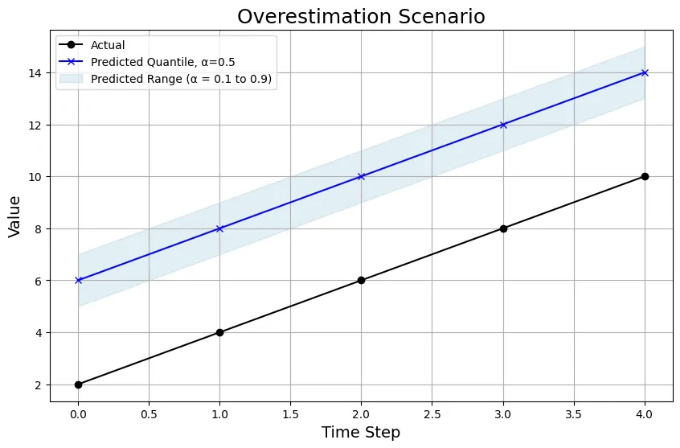 Overestimation Scenario
Actual
Predicted Quantile, α=0.5
Predicted Range (α = 0.1 to 0.9)
Value
14
12
10
8
6
4
2
0.0 0.5 1.0 1.5 2.0 2.5 3.0 3.5 4.0
Time Step